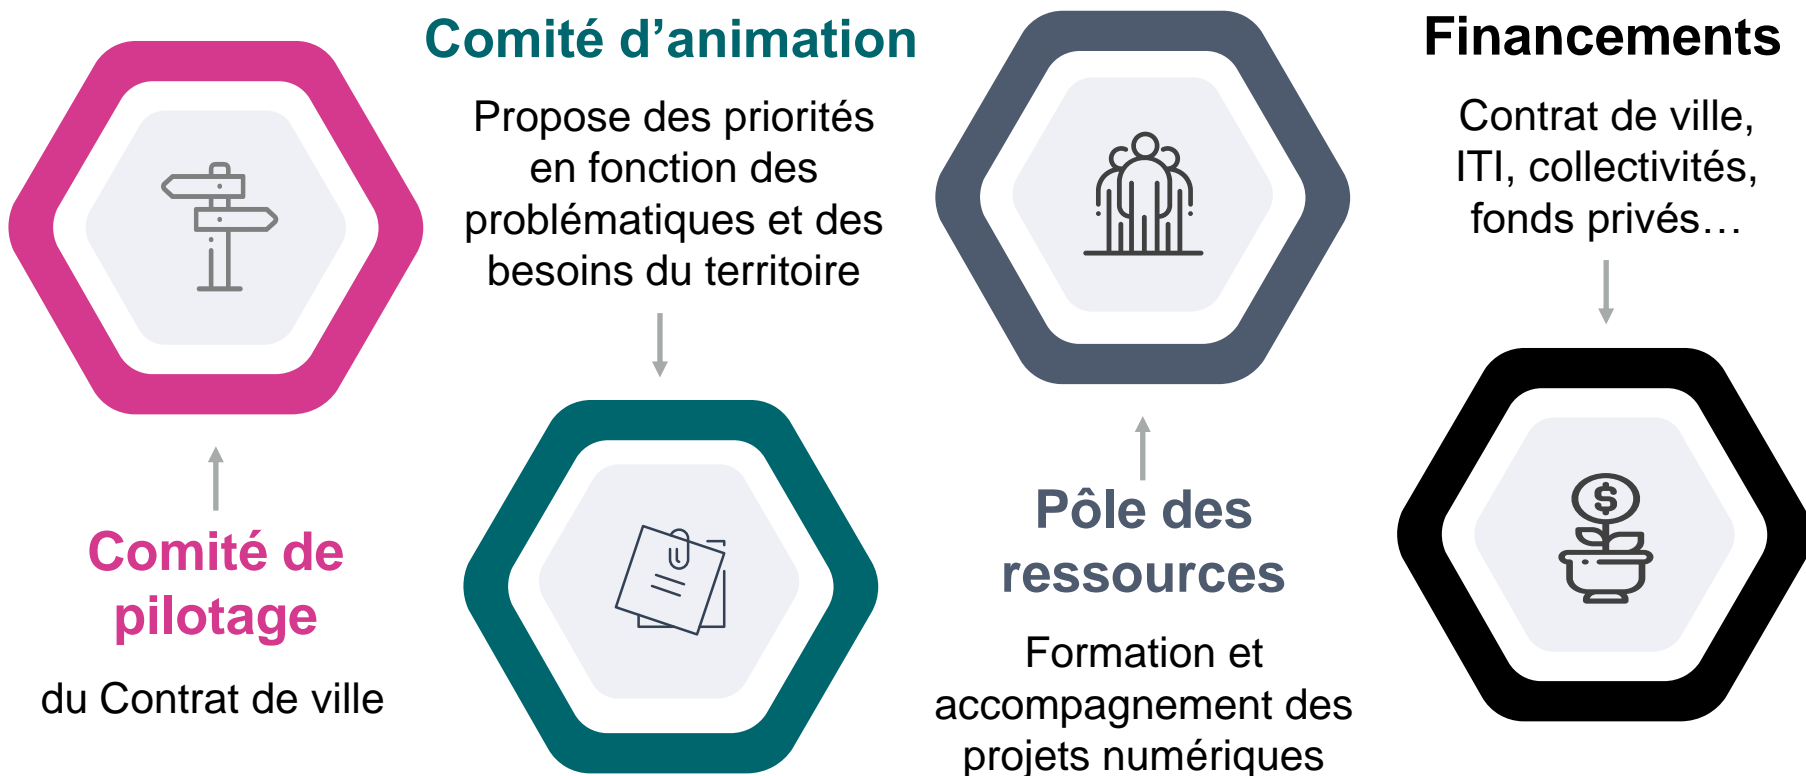 Comité de
pilotage
du Contrat de ville
Comité d’animation
Propose des priorités
en fonction des
problématiques et des
besoins du territoire
Pôle des
ressources
Formation et
accompagnement des
projets numériques
Financements
Contrat de ville,
ITI, collectivités,
fonds privés…
$